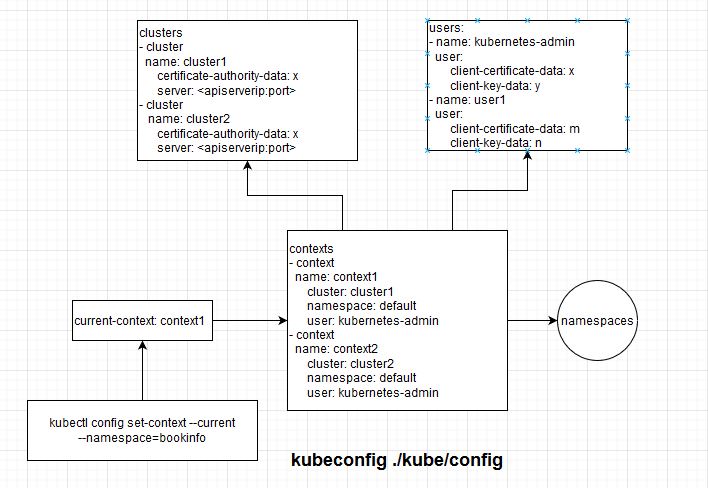 clusters
- cluster
name: cluster1
certificate-authority-data: x
server: <apiserverip:port>
- cluster
name: cluster2
certificate-authority-data: x
server: <apiserverip:port>
users:
- name: kubernetes-admin
user:
client-certificate-data: x
client-key-data: y
- name: user1
user:
client-certificate-data: m
client-key-data: n
contexts
- context
name: context1
cluster: cluster1
namespace: default
user: kubernetes-admin
- context
name: context2
cluster: cluster2
namespace: default
user: kubernetes-admin
current-context: context1
namespaces
kubectl config set-context --current
--namespace=bookinfo
kubeconfig ./kube/config